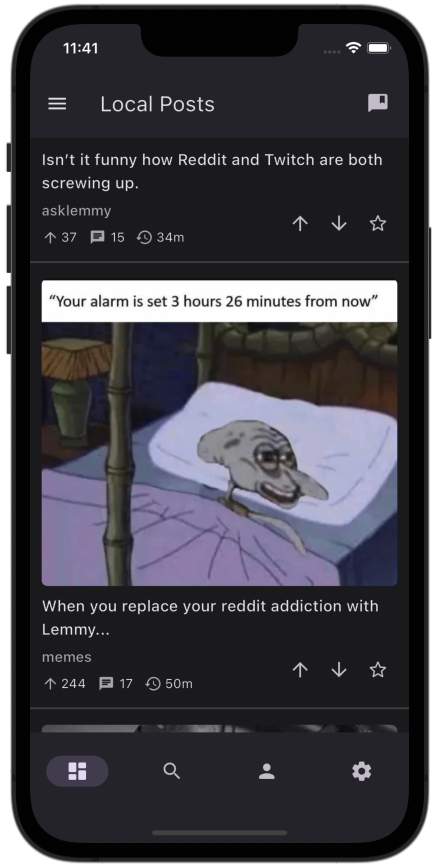 11:41
Local Posts
Isn't it funny how Reddit and Twitch are both
screwing up.
asklemmy
37 15 34m
“Your alarm is set 3 hours 26 minutes from now”
When you replace your reddit addiction with
Lemmy...
memes
244 17 50m